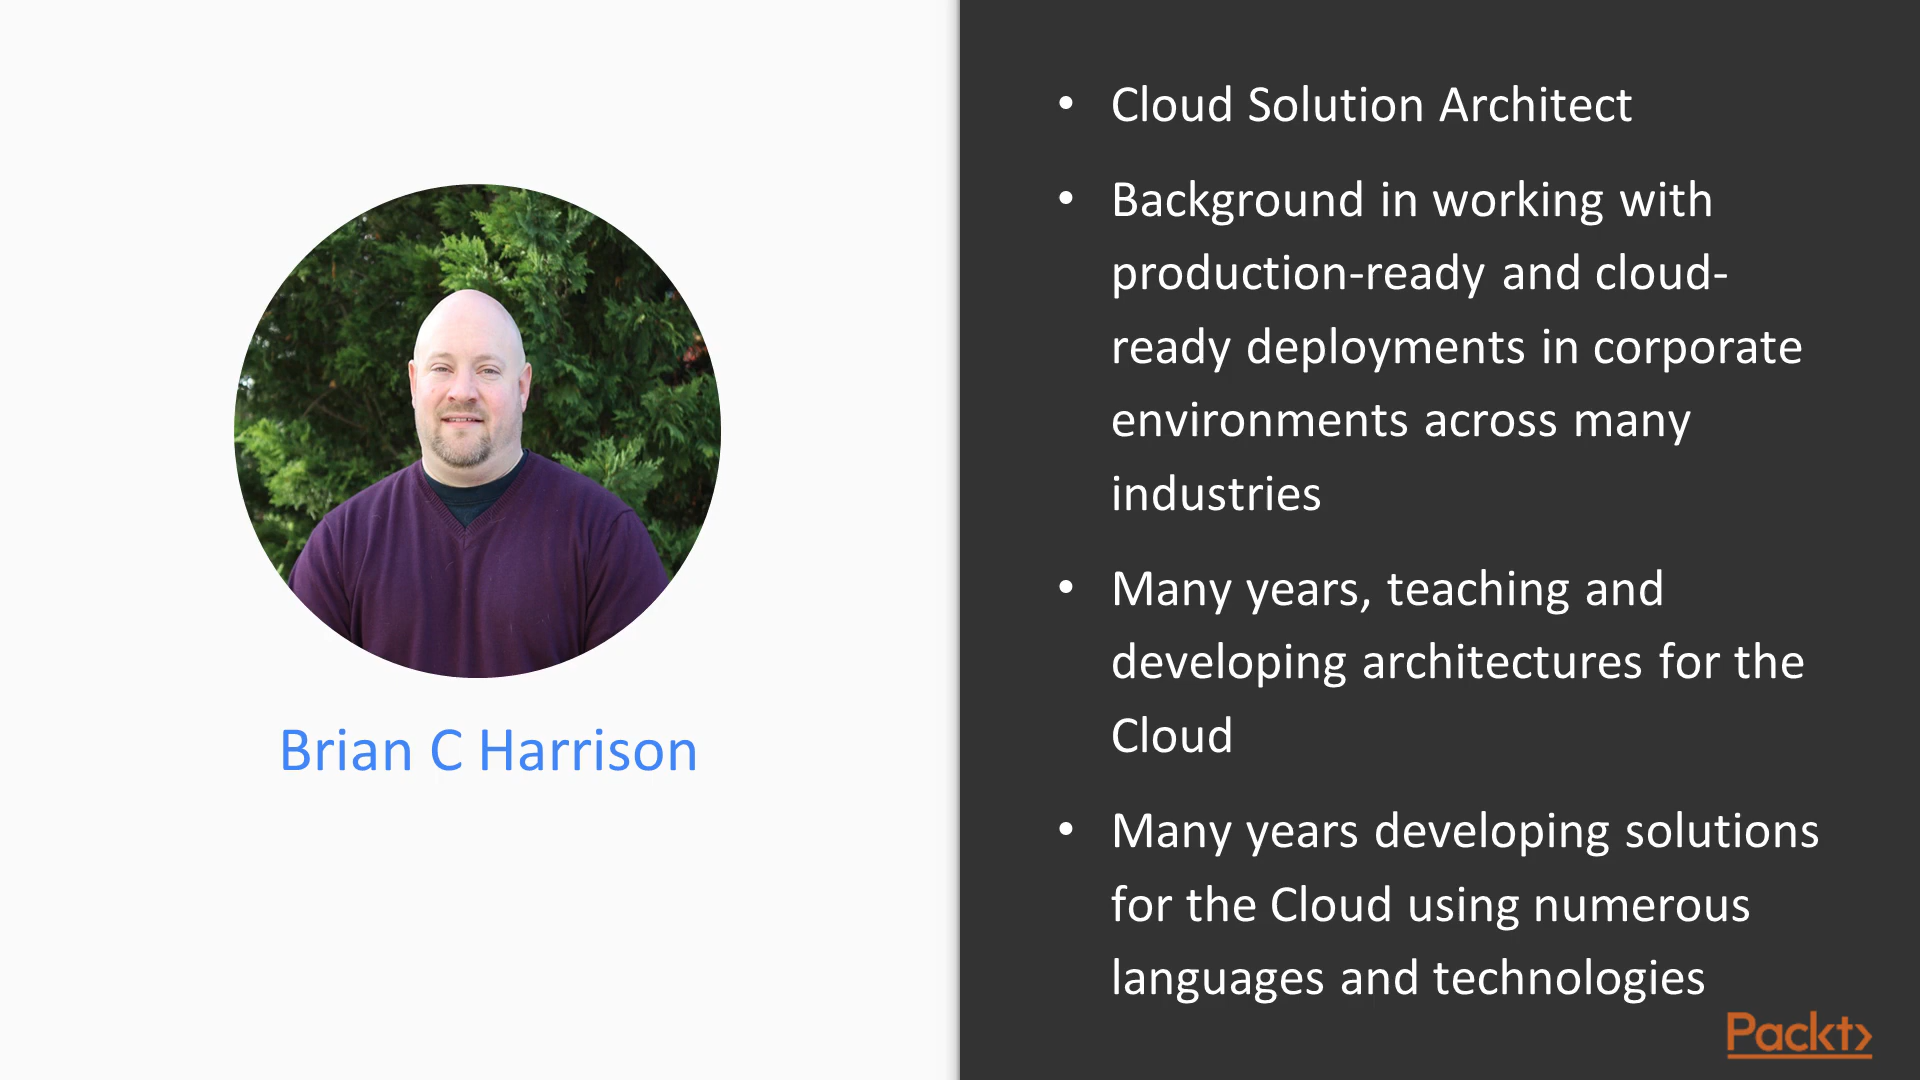 Brian C Harrison
• Cloud Solution Architect
• Background in working with
production-ready and cloud-
ready deployments in corporate
environments across many
industries
• Many years, teaching and
developing architectures for the
Cloud
• Many years developing solutions
for the Cloud using numerous
languages and technologies
Packt>